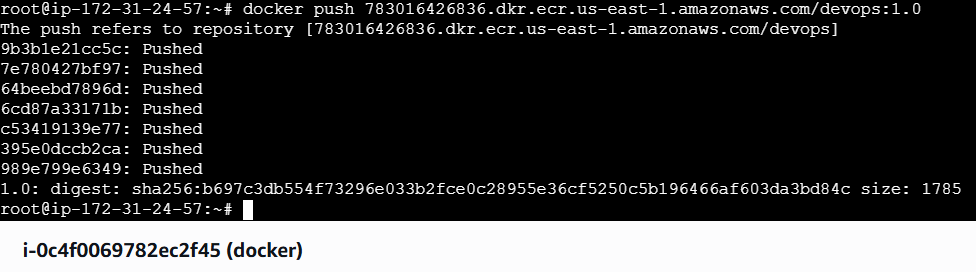 root@ip-172-31-24-57:~# docker push 783016426836.dkr.ecr.us-east-1.amazonaws.com/devops:1.0
The push refers to repository [783016426836.dkr.ecr.us-east-1.amazonaws.com/devops]
9b3b1e21cc5c: Pushed
7e780427bf97: Pushed
64beebd7896d: Pushed
6cd87a33171b: Pushed
c53419139e77: Pushed
395e0dccb2ca: Pushed
989e799e6349: Pushed
1.0: digest: sha256:b697c3db554f73296e033b2fce0c28955e36cf5250c5b196466af603da3bd84c size: 1785
root@ip-172-31-24-57:~#
i-0c4f0069782ec2f45 (docker)